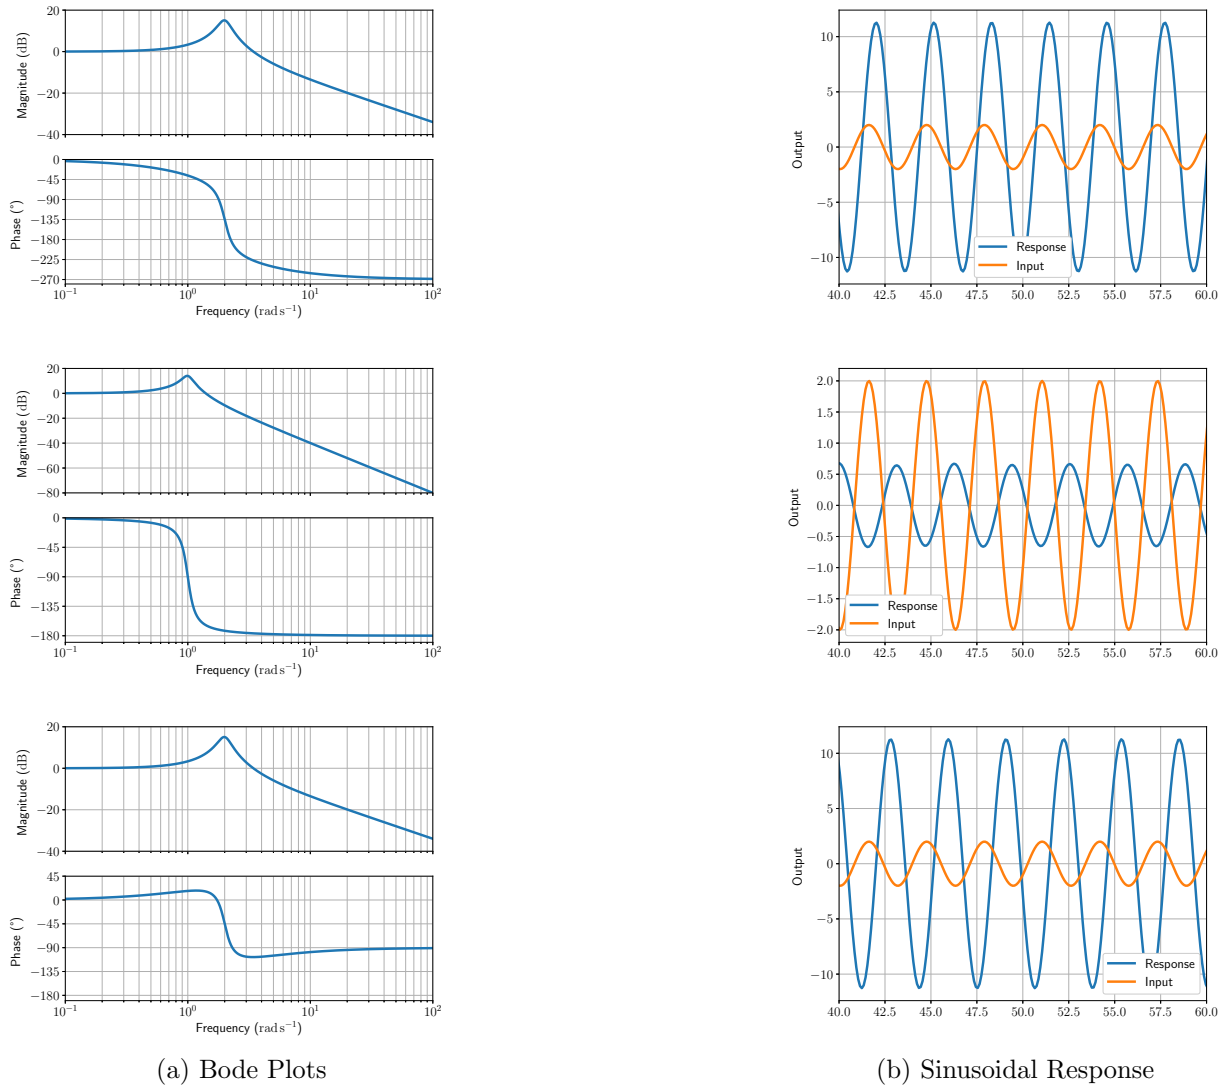 20
0
−20
−40
Magnitude (dB)
0
−45
−90
−135
−180
−225
−270
Phase (°)
10⁻¹ 10⁰ 10¹ 10²
Frequency (rad s⁻¹)
10
5
0
−5
−10
Output
Response
Input
40.0 42.5 45.0 47.5 50.0 52.5 55.0 57.5 60.0
20
0
−20
−40
−60
−80
Magnitude (dB)
0
−45
−90
−135
−180
Phase (°)
10⁻¹ 10⁰ 10¹ 10²
Frequency (rad s⁻¹)
2.0
1.5
1.0
0.5
0.0
−0.5
−1.0
−1.5
−2.0
Output
Response
Input
40.0 42.5 45.0 47.5 50.0 52.5 55.0 57.5 60.0
20
0
−20
−40
Magnitude (dB)
45
0
−45
−90
−135
−180
Phase (°)
10⁻¹ 10⁰ 10¹ 10²
Frequency (rad s⁻¹)
10
5
0
−5
−10
Output
Response
Input
40.0 42.5 45.0 47.5 50.0 52.5 55.0 57.5 60.0
(a) Bode Plots
(b) Sinusoidal Response